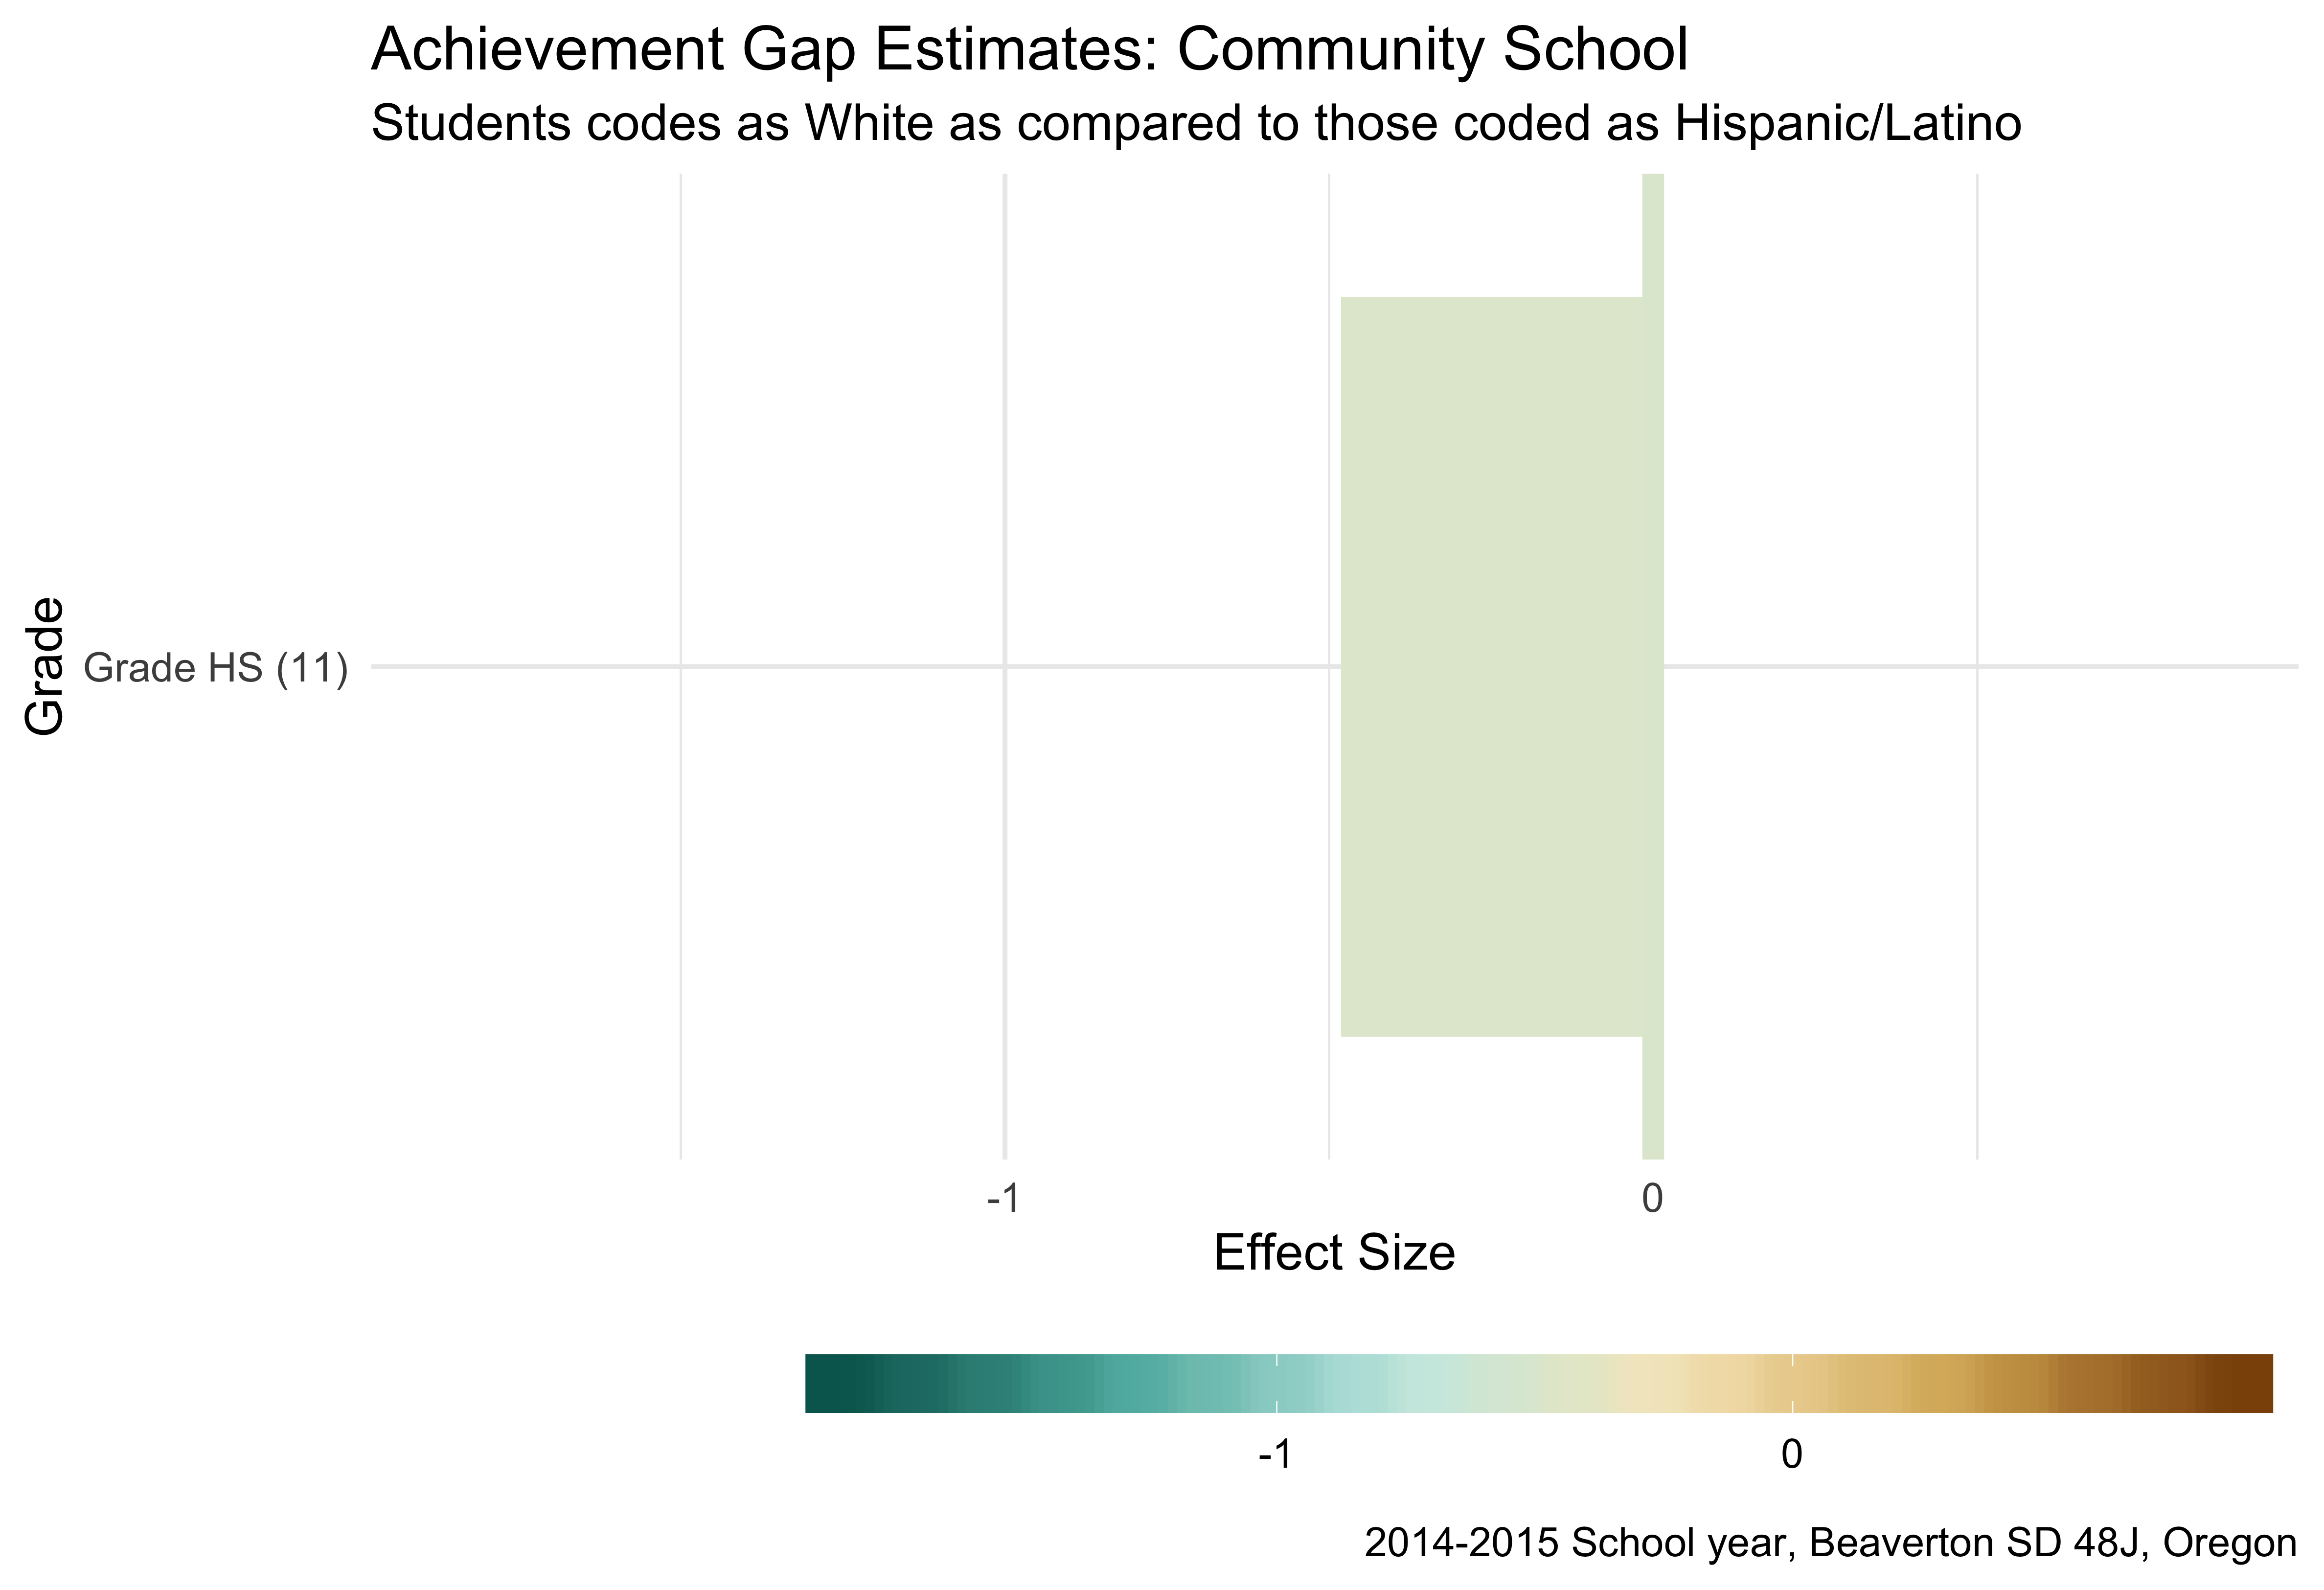 Achievement Gap Estimates: Community School
Students codes as White as compared to those coded as Hispanic/Latino
Grade
Grade HS (11)
-1 0
Effect Size
-1 0
2014-2015 School year, Beaverton SD 48J, Oregon